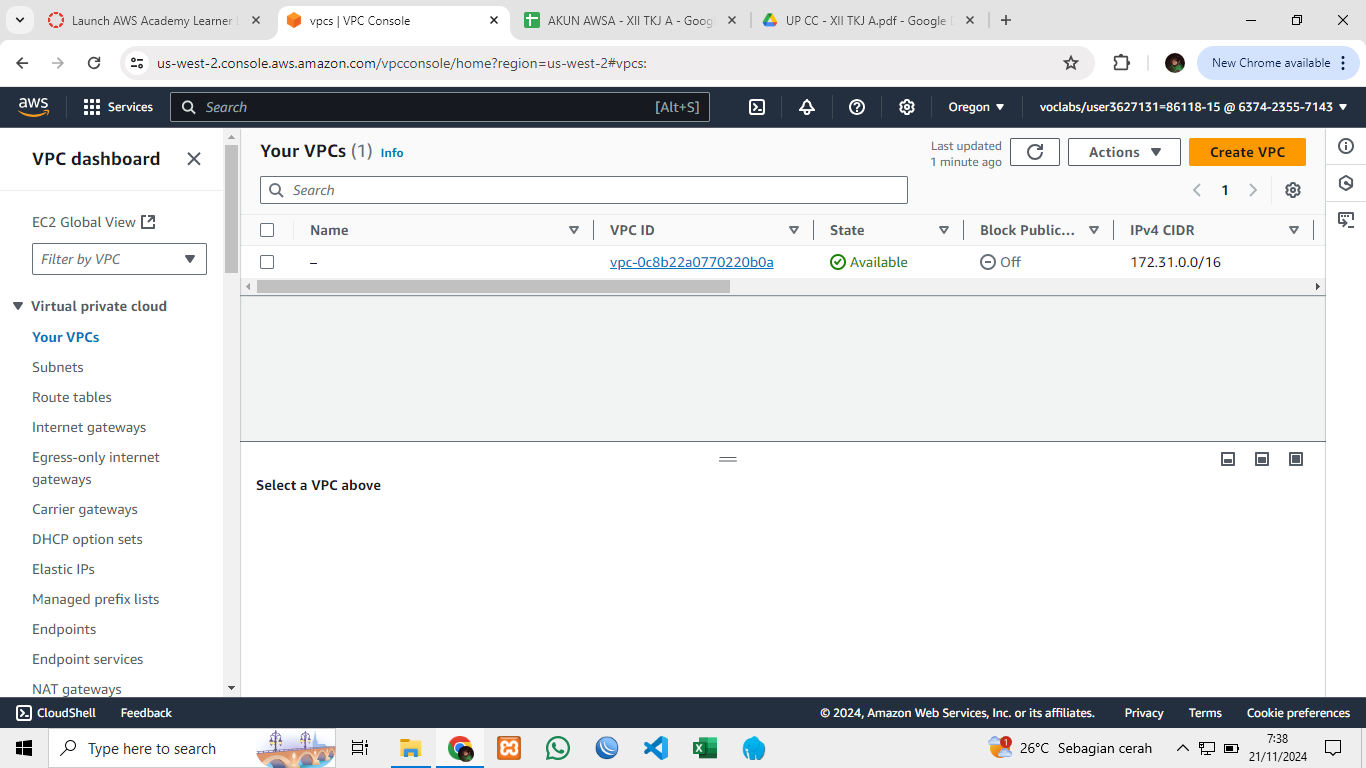 Launch AWS Academy Learner L
vpcs | VPC Console
AKUN AWSA - XII TKJ A - Googl
UP CC - XII TKJ A.pdf - Google D
us-west-2.console.aws.amazon.com/vpcconsole/home?region=us-west-2#vpcs:
New Chrome available
aws
Services
Search
[Alt+S]
Oregon
voclabs/user3627131=86118-15 @ 6374-2355-7143
VPC dashboard
EC2 Global View
Filter by VPC
Virtual private cloud
Your VPCs
Subnets
Route tables
Internet gateways
Egress-only internet
gateways
Carrier gateways
DHCP option sets
Elastic IPs
Managed prefix lists
Endpoints
Endpoint services
NAT gateways
Your VPCs (1) Info
Last updated
1 minute ago
Actions
Create VPC
Search
1
Name VPC ID State Block Public... IPv4 CIDR
– vpc-0c8b22a0770220b0a Available Off 172.31.0.0/16
Select a VPC above
CloudShell Feedback
© 2024, Amazon Web Services, Inc. or its affiliates. Privacy Terms Cookie preferences
Type here to search
1
26°C Sebagian cerah
7:38
21/11/2024